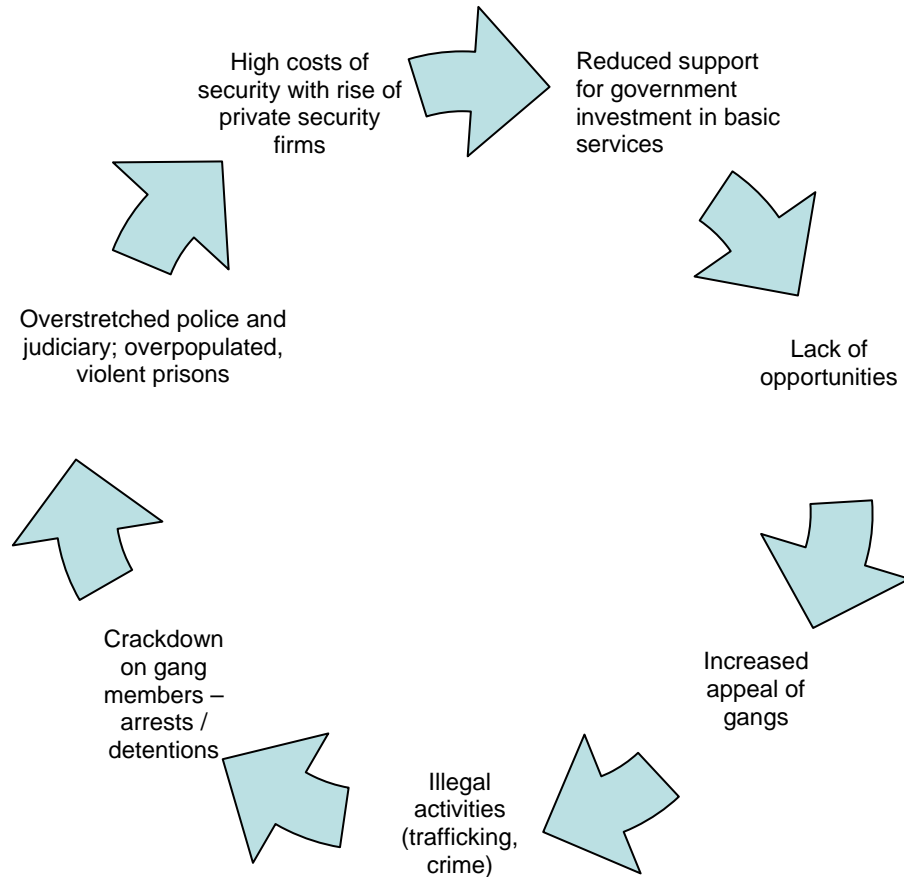 High costs of
security with rise of
private security
firms
Reduced support
for government
investment in basic
services
Lack of
opportunities
Increased
appeal of
gangs
Illegal
activities
(trafficking,
crime)
Crackdown
on gang
members –
arrests /
detentions
Overstretched police and
judiciary; overpopulated,
violent prisons